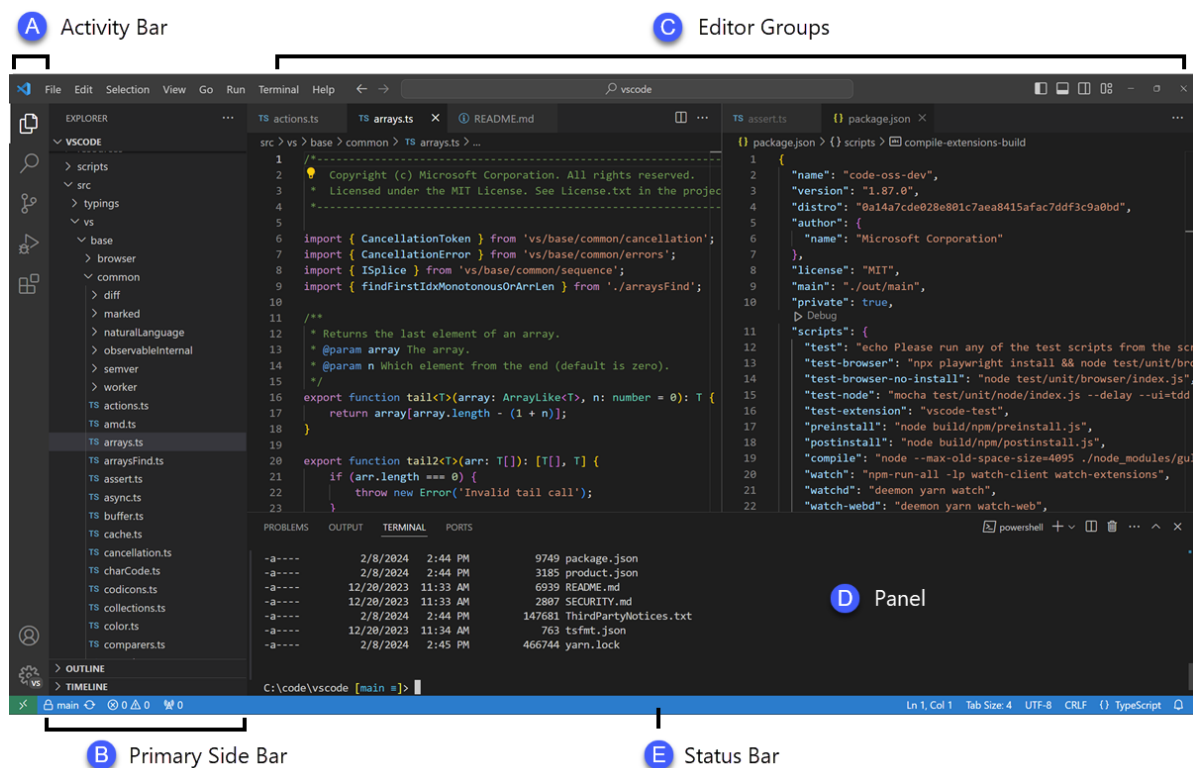 A Activity Bar
C Editor Groups
File Edit Selection View Go Run Terminal Help
vscode
EXPLORER
VSCODE
scripts
src
typings
vs
base
browser
common
diff
marked
naturalLanguage
observableInternal
semver
worker
TS actions.ts
TS amd.ts
TS arrays.ts
TS arraysFind.ts
TS assert.ts
TS async.ts
TS buffer.ts
TS cache.ts
TS cancellation.ts
TS charCode.ts
TS codicons.ts
TS collections.ts
TS color.ts
TS comparers.ts
OUTLINE
TIMELINE
VS
TS actions.ts TS arrays.ts README.md
src > vs > base > common > TS arrays.ts > ...
1 /*---------------------------------------------------------------
2 Copyright (c) Microsoft Corporation. All rights reserved.
3 * Licensed under the MIT License. See License.txt in the projec
4 *---------------------------------------------------------------
5
6 import { CancellationToken } from 'vs/base/common/cancellation';
7 import { CancellationError } from 'vs/base/common/errors';
8 import { ISplice } from 'vs/base/common/sequence';
9 import { findFirstIdxMonotonousOrArrLen } from './arraysFind';
10
11 /**
12 * Returns the last element of an array.
13 * @param array The array.
14 * @param n Which element from the end (default is zero).
15 */
16 export function tail<T>(array: ArrayLike<T>, n: number = 0): T {
17 return array[array.length - (1 + n)];
18 }
19
20 export function tail2<T>(arr: T[]): [T[], T] {
21 if (arr.length === 0) {
22 throw new Error('Invalid tail call');
23 }
TS assert.ts {} package.json
{} package.json > {} scripts > compile-extensions-build
1 {
2 "name": "code-oss-dev",
3 "version": "1.87.0",
4 "distro": "0a14a7cde028e801c7aea8415afac7ddf3c9a0bd",
5 "author": {
6 "name": "Microsoft Corporation"
7 },
8 "license": "MIT",
9 "main": "./out/main",
10 "private": true,
Debug
11 "scripts": {
12 "test": "echo Please run any of the test scripts from the scr
13 "test-browser": "npx playwright install && node test/unit/bro
14 "test-browser-no-install": "node test/unit/browser/index.js",
15 "test-node": "mocha test/unit/node/index.js --delay --ui=tdd
16 "test-extension": "vscode-test",
17 "preinstall": "node build/npm/preinstall.js",
18 "postinstall": "node build/npm/postinstall.js",
19 "compile": "node --max-old-space-size=4095 ./node_modules/gul
20 "watch": "npm-run-all -lp watch-client watch-extensions",
21 "watchd": "deemon yarn watch",
22 "watch-webd": "deemon yarn watch-web",
PROBLEMS OUTPUT TERMINAL PORTS
powershell
-a---- 2/8/2024 2:44 PM 9749 package.json
-a---- 2/8/2024 2:44 PM 3185 product.json
-a---- 12/20/2023 11:33 AM 6939 README.md
-a---- 12/20/2023 11:33 AM 2807 SECURITY.md
-a---- 2/8/2024 2:44 PM 147681 ThirdPartyNotices.txt
-a---- 12/20/2023 11:34 AM 763 tsfmt.json
-a---- 2/8/2024 2:45 PM 466744 yarn.lock
C:\code\vscode [main ≡]>
D Panel
main 0 0 0
Ln 1, Col 1 Tab Size: 4 UTF-8 CRLF {} TypeScript
B Primary Side Bar
E Status Bar